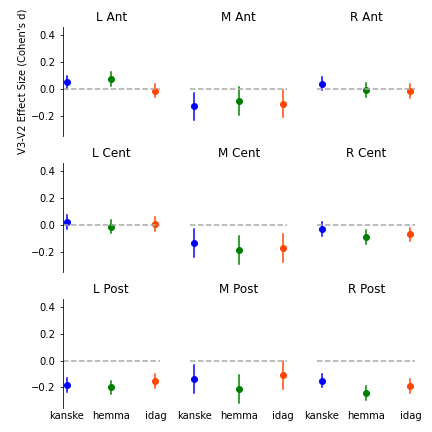 V3-V2 Effect Size (Cohen's d)
L Ant M Ant R Ant
0.4
0.2
0.0
−0.2
L Cent M Cent R Cent
0.4
0.2
0.0
−0.2
L Post M Post R Post
0.4
0.2
0.0
−0.2
kanske hemma idag kanske hemma idag kanske hemma idag